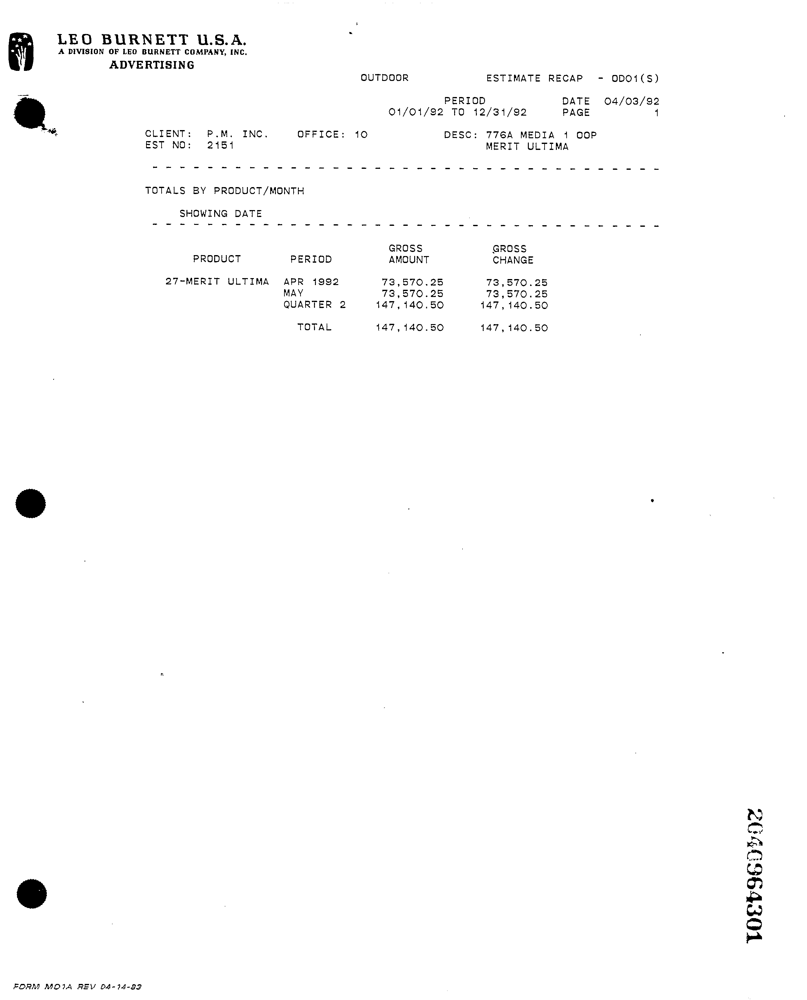 LEO BURNETT U.S.A.
A DIVISION OF LEO BURNETT COMPANY, INC.
ADVERTISING
OUTDOOR ESTIMATE RECAP - OD01(S)
PERIOD DATE 04/03/92
01/01/92 TO 12/31/92 PAGE 1
CLIENT: P.M. INC. OFFICE: 10 DESC: 776A MEDIA 1 OOP
EST NO: 2151 MERIT ULTIMA
- - - - - - - - - - - - - - - - - - - - - - - - - - - - - - - - - - - - - -
TOTALS BY PRODUCT/MONTH
SHOWING DATE
- - - - - - - - - - - - - - - - - - - - - - - - - - - - - - - - - - - - - -
GROSS GROSS
PRODUCT PERIOD AMOUNT CHANGE
27-MERIT ULTIMA APR 1992 73,570.25 73,570.25
MAY 73,570.25 73,570.25
QUARTER 2 147,140.50 147,140.50
TOTAL 147,140.50 147,140.50
2040964301
FORM MO1A REV 04-14-83